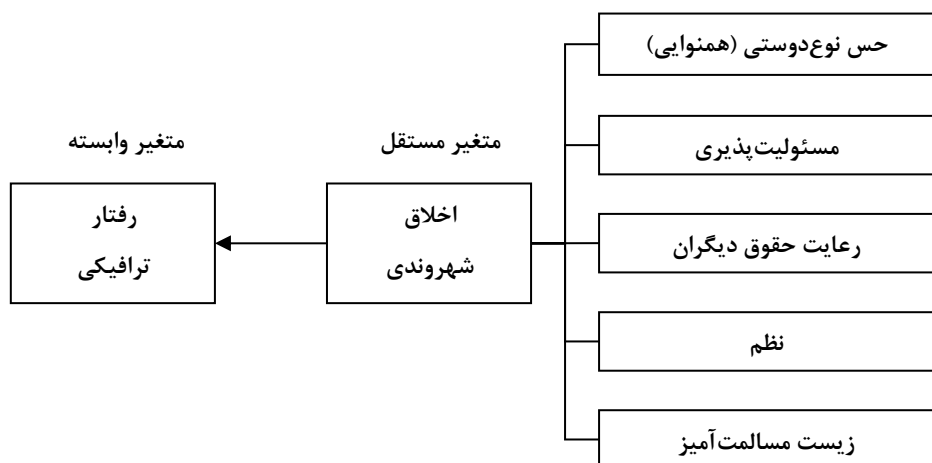 حس نوع‌دوستی (همنوایی)
مسئولیت‌پذیری
رعایت حقوق دیگران
نظم
زیست مسالمت‌آمیز
متغیر مستقل
اخلاق
شهروندی
متغیر وابسته
رفتار
ترافیکی